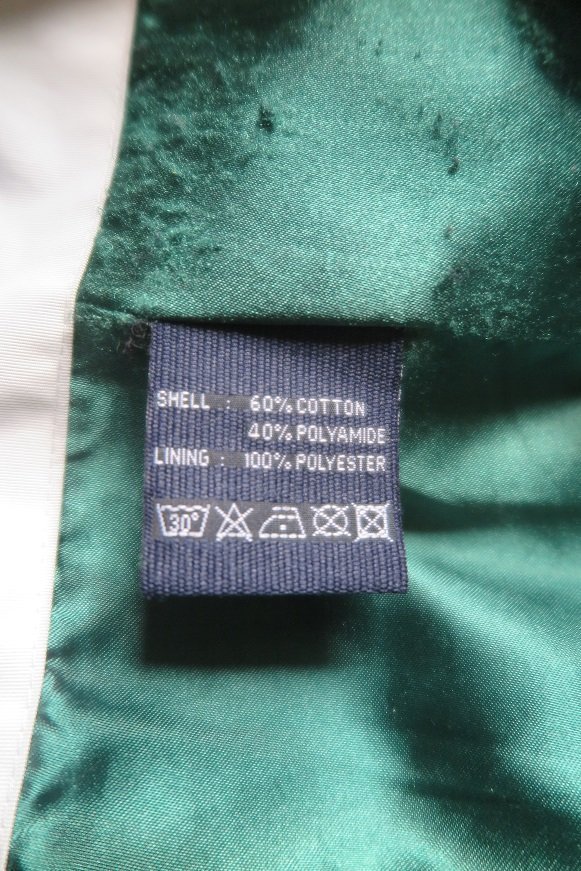 SHELL : 60% COTTON
40% POLYAMIDE
LINING : 100% POLYESTER
30°